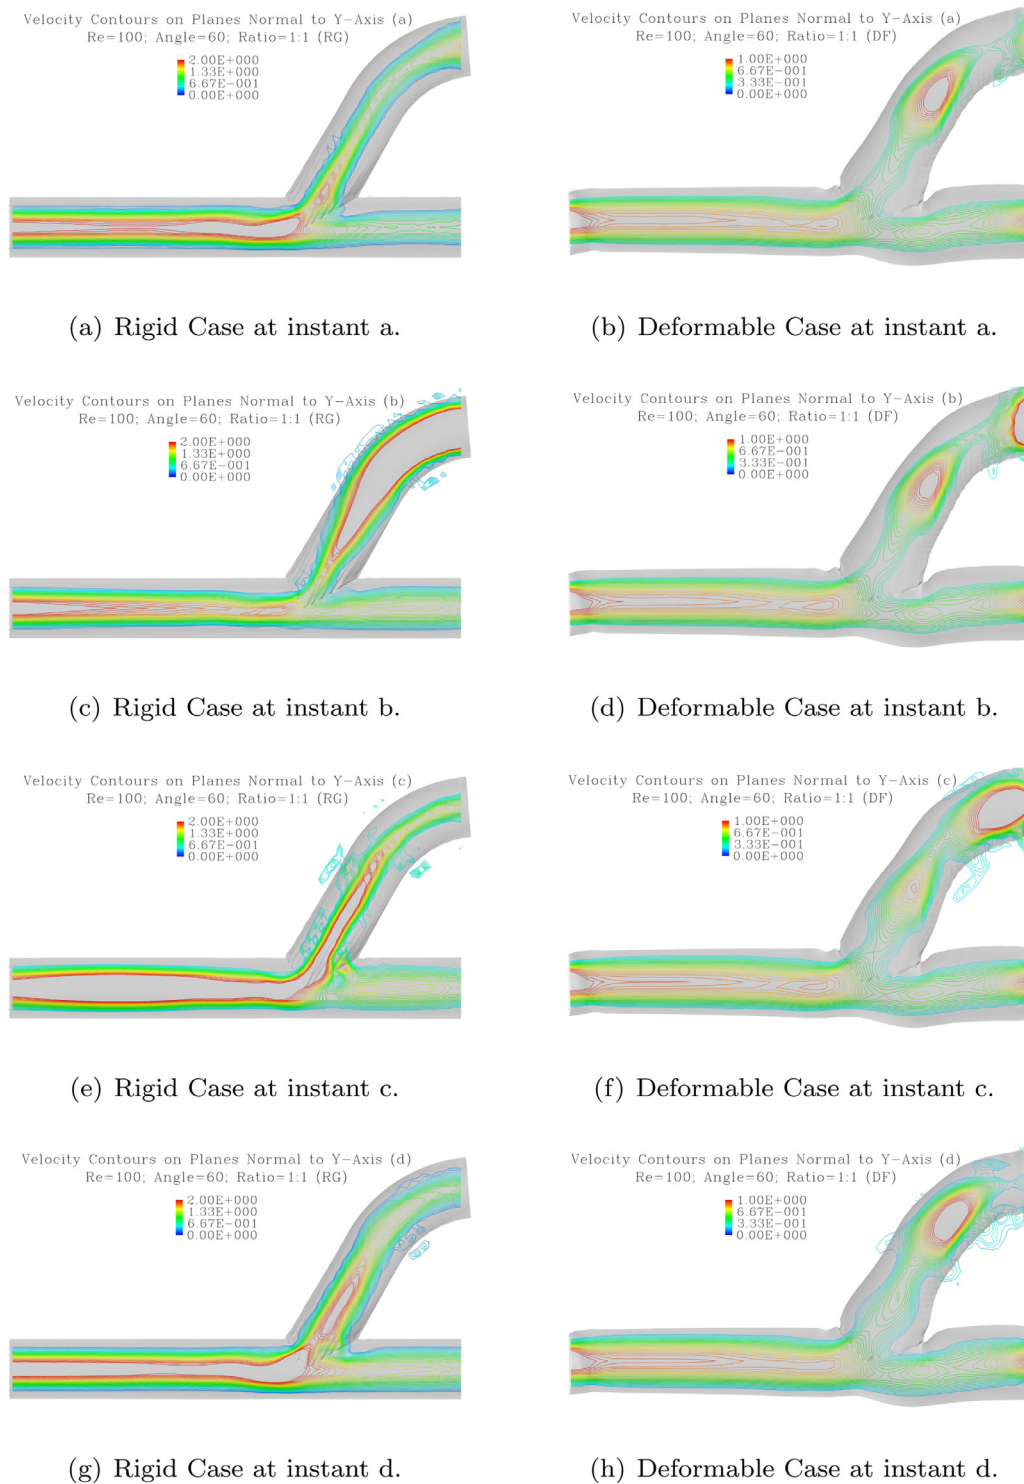 Velocity Contours on Planes Normal to Y-Axis (a)
Re=100; Angle=60; Ratio=1:1 (RG)
2.00E+000
1.33E+000
6.67E-001
0.00E+000
(a) Rigid Case at instant a.
Velocity Contours on Planes Normal to Y-Axis (a)
Re=100; Angle=60; Ratio=1:1 (DF)
1.00E+000
6.67E-001
3.33E-001
0.00E+000
(b) Deformable Case at instant a.
Velocity Contours on Planes Normal to Y-Axis (b)
Re=100; Angle=60; Ratio=1:1 (RG)
2.00E+000
1.33E+000
6.67E-001
0.00E+000
(c) Rigid Case at instant b.
Velocity Contours on Planes Normal to Y-Axis (b)
Re=100; Angle=60; Ratio=1:1 (DF)
1.00E+000
6.67E-001
3.33E-001
0.00E+000
(d) Deformable Case at instant b.
Velocity Contours on Planes Normal to Y-Axis (c)
Re=100; Angle=60; Ratio=1:1 (RG)
2.00E+000
1.33E+000
6.67E-001
0.00E+000
(e) Rigid Case at instant c.
Velocity Contours on Planes Normal to Y-Axis (c)
Re=100; Angle=60; Ratio=1:1 (DF)
1.00E+000
6.67E-001
3.33E-001
0.00E+000
(f) Deformable Case at instant c.
Velocity Contours on Planes Normal to Y-Axis (d)
Re=100; Angle=60; Ratio=1:1 (RG)
2.00E+000
1.33E+000
6.67E-001
0.00E+000
(g) Rigid Case at instant d.
Velocity Contours on Planes Normal to Y-Axis (d)
Re=100; Angle=60; Ratio=1:1 (DF)
1.00E+000
6.67E-001
3.33E-001
0.00E+000
(h) Deformable Case at instant d.